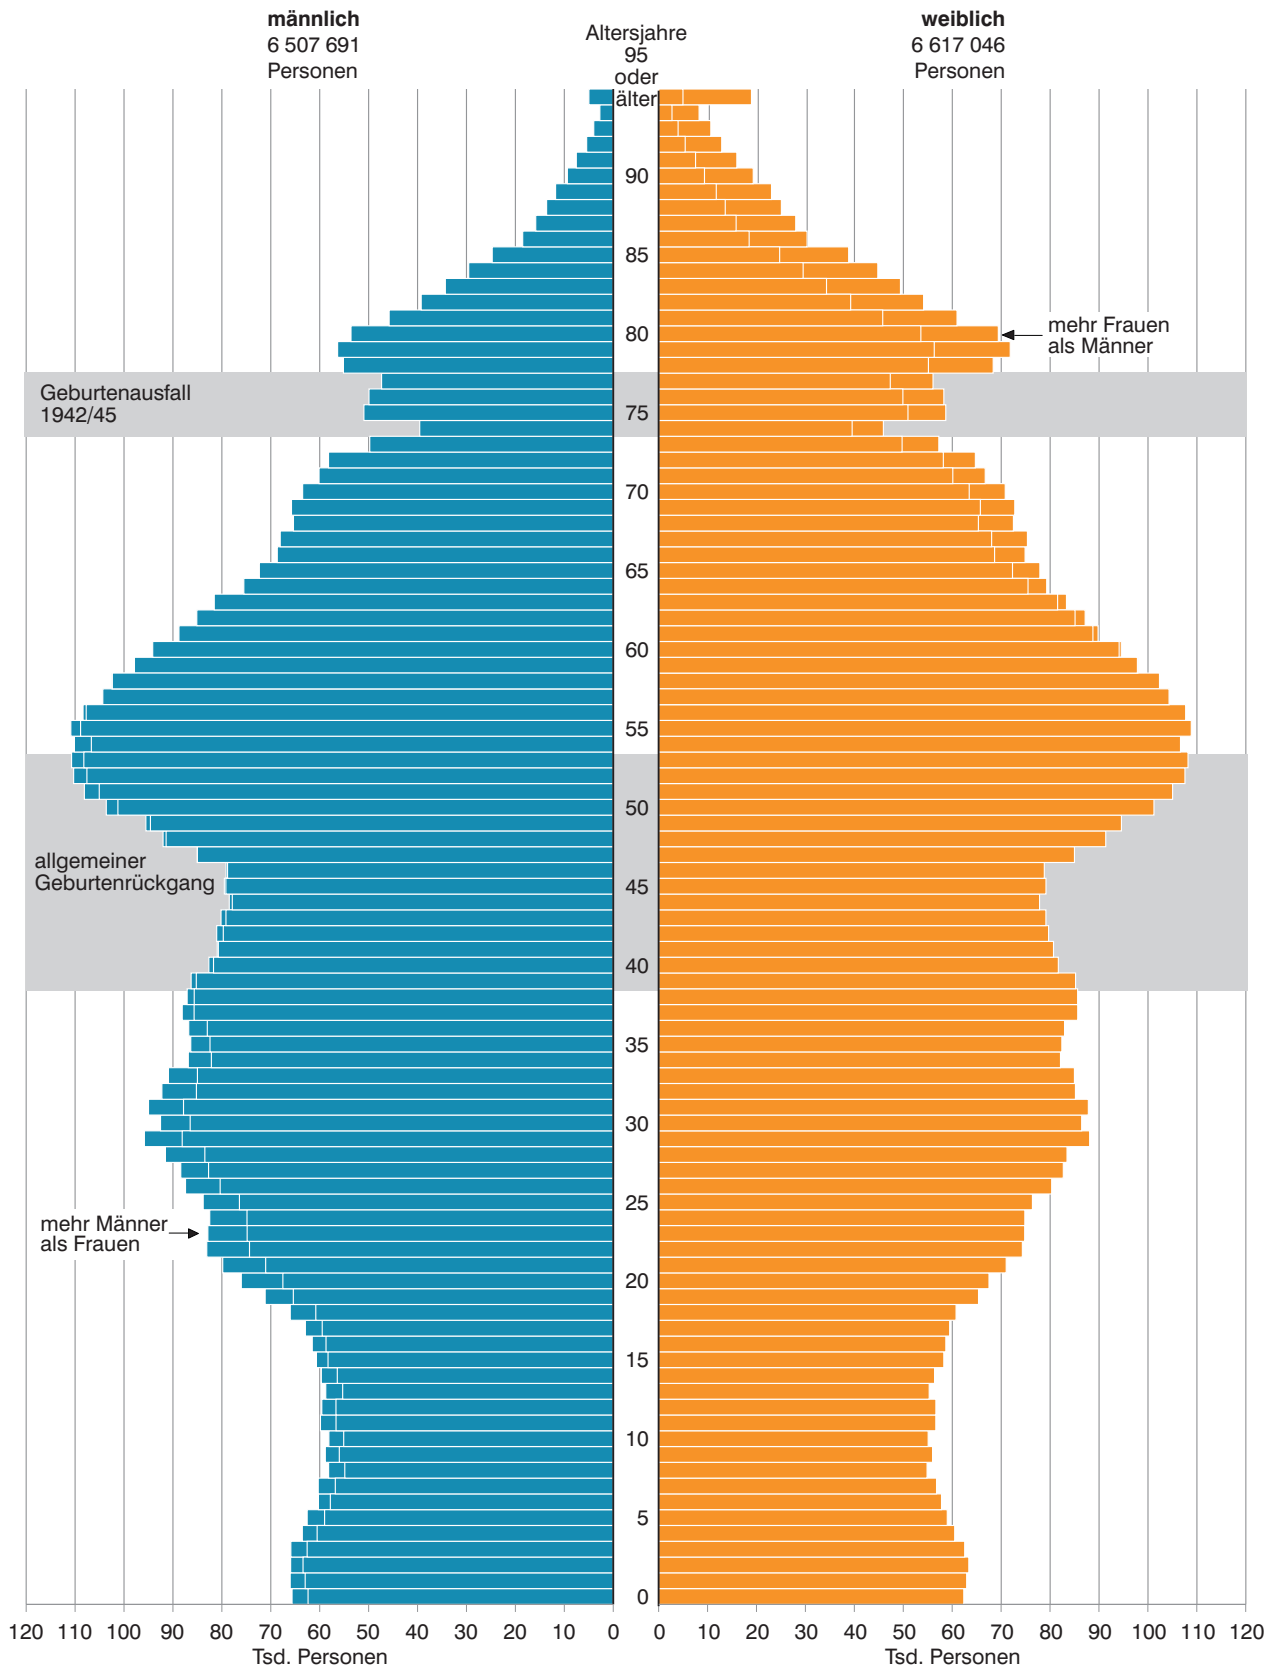 männlich
6 507 691
Personen
Altersjahre
95
oder
älter
weiblich
6 617 046
Personen
90
85
80
mehr Frauen
als Männer
Geburtenausfall
1942/45
75
70
65
60
55
50
allgemeiner
Geburtenrückgang
45
40
35
30
25
mehr Männer
als Frauen
20
15
10
5
0
120 110 100 90 80 70 60 50 40 30 20 10 0
0 10 20 30 40 50 60 70 80 90 100 110 120
Tsd. Personen
Tsd. Personen